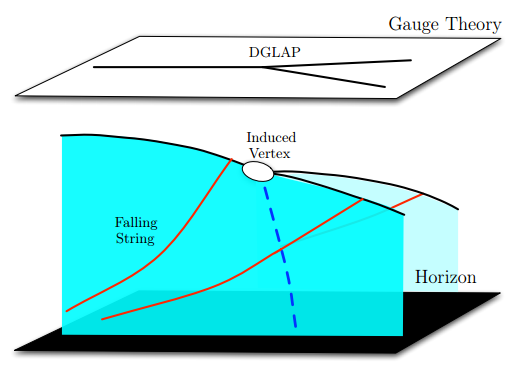 Gauge Theory
DGLAP
Induced
Vertex
Falling
String
Horizon